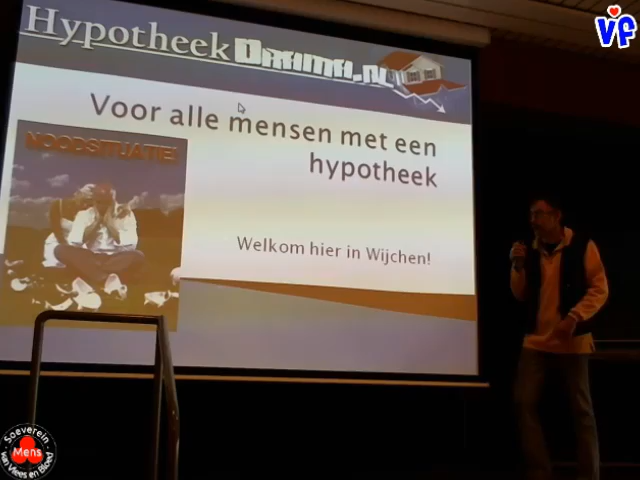 HypotheekDrama.NL
Voor alle mensen met een
hypotheek
NOODSITUATIE!
Welkom hier in Wijchen!
VF
Soeverein
Mens
van Vlees en Bloed